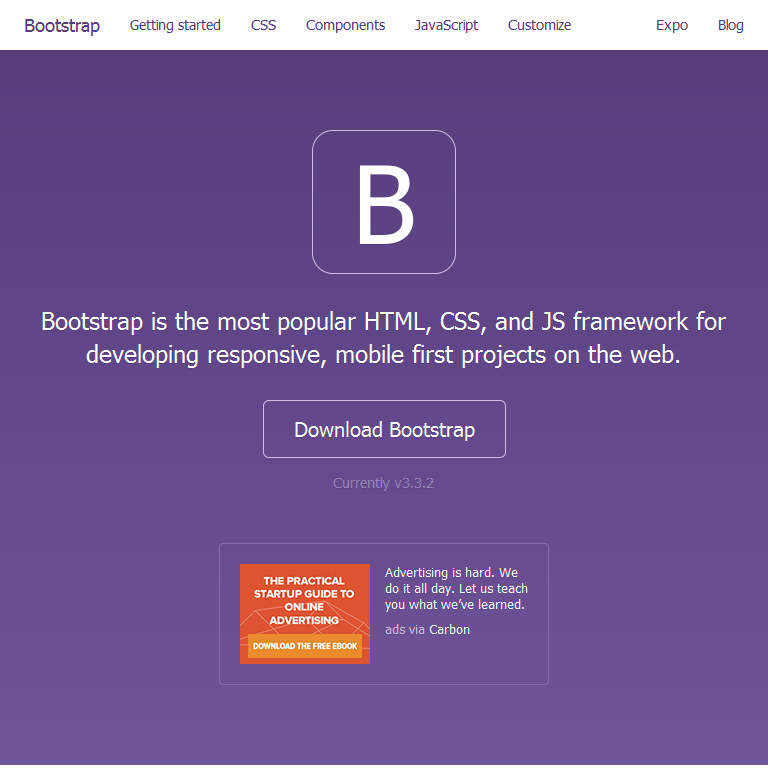 Bootstrap Getting started CSS Components JavaScript Customize Expo Blog
B
Bootstrap is the most popular HTML, CSS, and JS framework for
developing responsive, mobile first projects on the web.
Download Bootstrap
Currently v3.3.2
THE PRACTICAL
STARTUP GUIDE TO
ONLINE
ADVERTISING
DOWNLOAD THE FREE EBOOK
Advertising is hard. We
do it all day. Let us teach
you what we’ve learned.
ads via Carbon